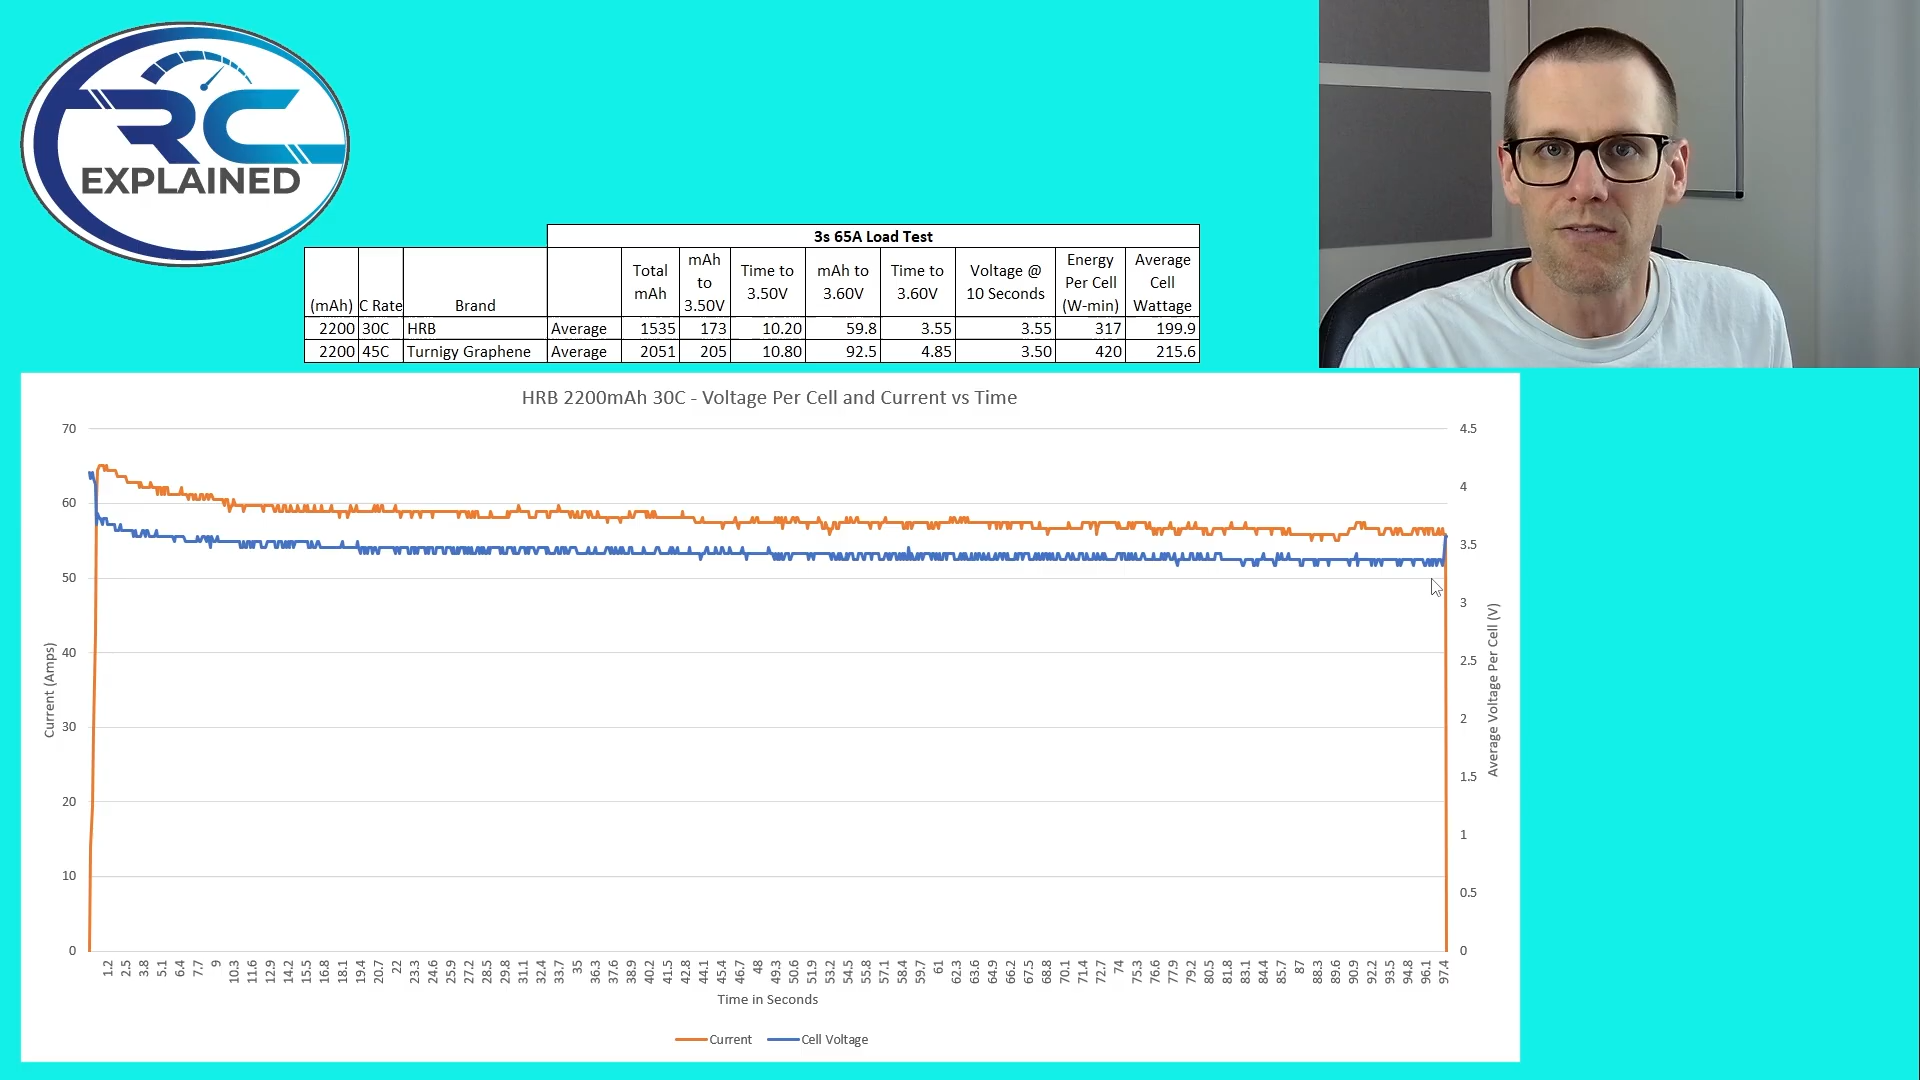 RC
EXPLAINED
3s 65A Load Test
(mAh) C Rate Brand Total mAh mAh to 3.50V Time to 3.50V mAh to 3.60V Time to 3.60V Voltage @ 10 Seconds Energy Per Cell (W-min) Average Cell Wattage
2200 30C HRB Average 1535 173 10.20 59.8 3.55 3.55 317 199.9
2200 45C Turnigy Graphene Average 2051 205 10.80 92.5 4.85 3.50 420 215.6
HRB 2200mAh 30C - Voltage Per Cell and Current vs Time
70
60
50
40
30
20
10
0
Current (Amps)
4.5
4
3.5
3
2.5
2
1.5
1
0.5
0
Average Voltage Per Cell (V)
1.2 2.5 3.8 5.1 6.4 7.7 9 10.3 11.6 12.9 14.2 15.5 16.8 18.1 19.4 20.7 22 23.3 24.6 25.9 27.2 28.5 29.8 31.1 32.4 33.7 35 36.3 37.6 38.9 40.2 41.5 42.8 44.1 45.4 46.7 48 49.3 50.6 51.9 53.2 54.5 55.8 57.1 58.4 59.7 61 62.3 63.6 64.9 66.2 67.5 68.8 70.1 71.4 72.7 74 75.3 76.6 77.9 79.2 80.5 81.8 83.1 84.4 85.7 87 88.3 89.6 90.9 92.2 93.5 94.8 96.1 97.4
Time in Seconds
Current Cell Voltage